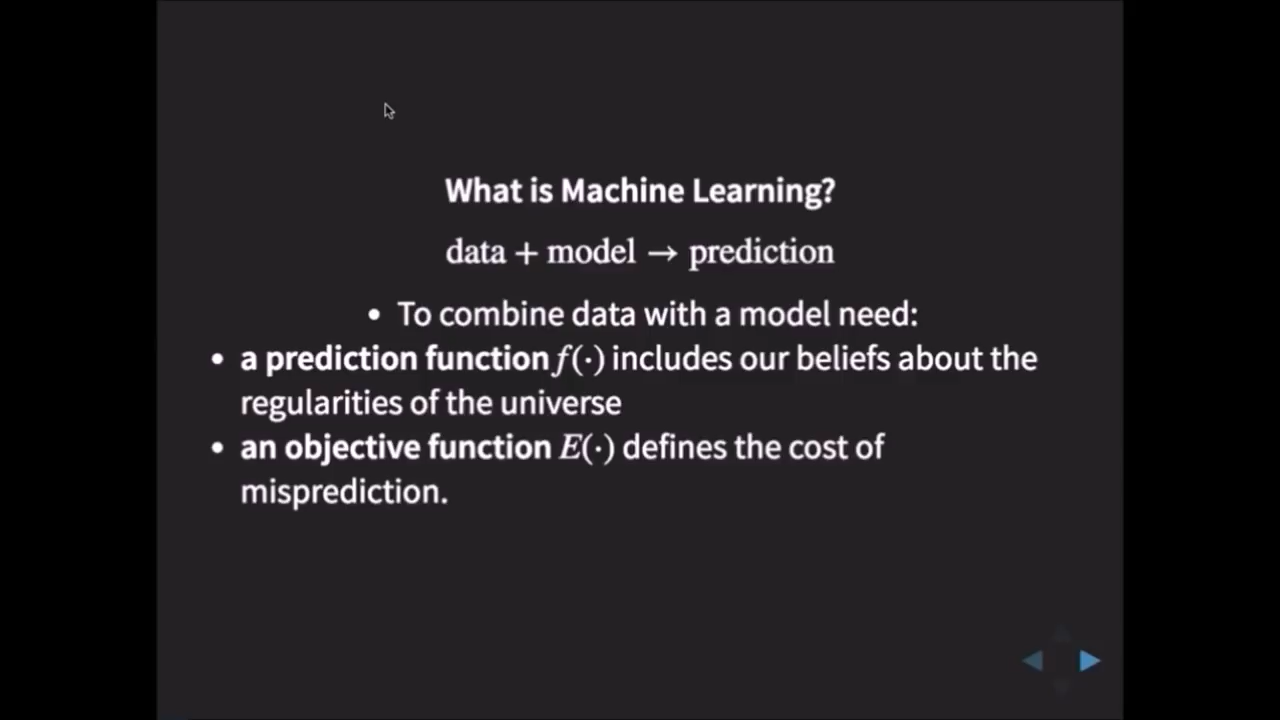 What is Machine Learning?
data + model → prediction
• To combine data with a model need:
• a prediction function f(·) includes our beliefs about the
regularities of the universe
• an objective function E(·) defines the cost of
misprediction.